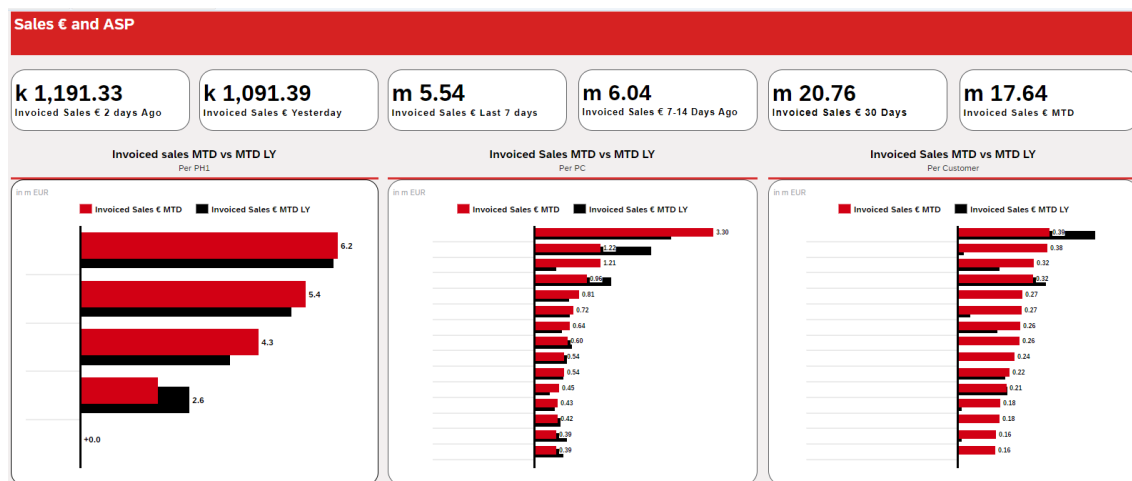 Sales € and ASP
k 1,191.33
Invoiced Sales € 2 days Ago
k 1,091.39
Invoiced Sales € Yesterday
m 5.54
Invoiced Sales € Last 7 days
m 6.04
Invoiced Sales € 7-14 Days Ago
m 20.76
Invoiced Sales € 30 Days
m 17.64
Invoiced Sales € MTD
Invoiced sales MTD vs MTD LY
Per PH1
in m EUR
Invoiced Sales € MTD
Invoiced Sales € MTD LY
6.2
5.4
4.3
2.6
+0.0
Invoiced Sales MTD vs MTD LY
Per PC
in m EUR
Invoiced Sales € MTD
Invoiced Sales € MTD LY
3.30
1.22
1.21
0.96
0.81
0.72
0.64
0.60
0.54
0.54
0.45
0.43
0.42
0.39
0.39
Invoiced Sales MTD vs MTD LY
Per Customer
in m EUR
Invoiced Sales € MTD
Invoiced Sales € MTD LY
0.39
0.38
0.32
0.32
0.27
0.27
0.26
0.26
0.24
0.22
0.21
0.18
0.18
0.16
0.16